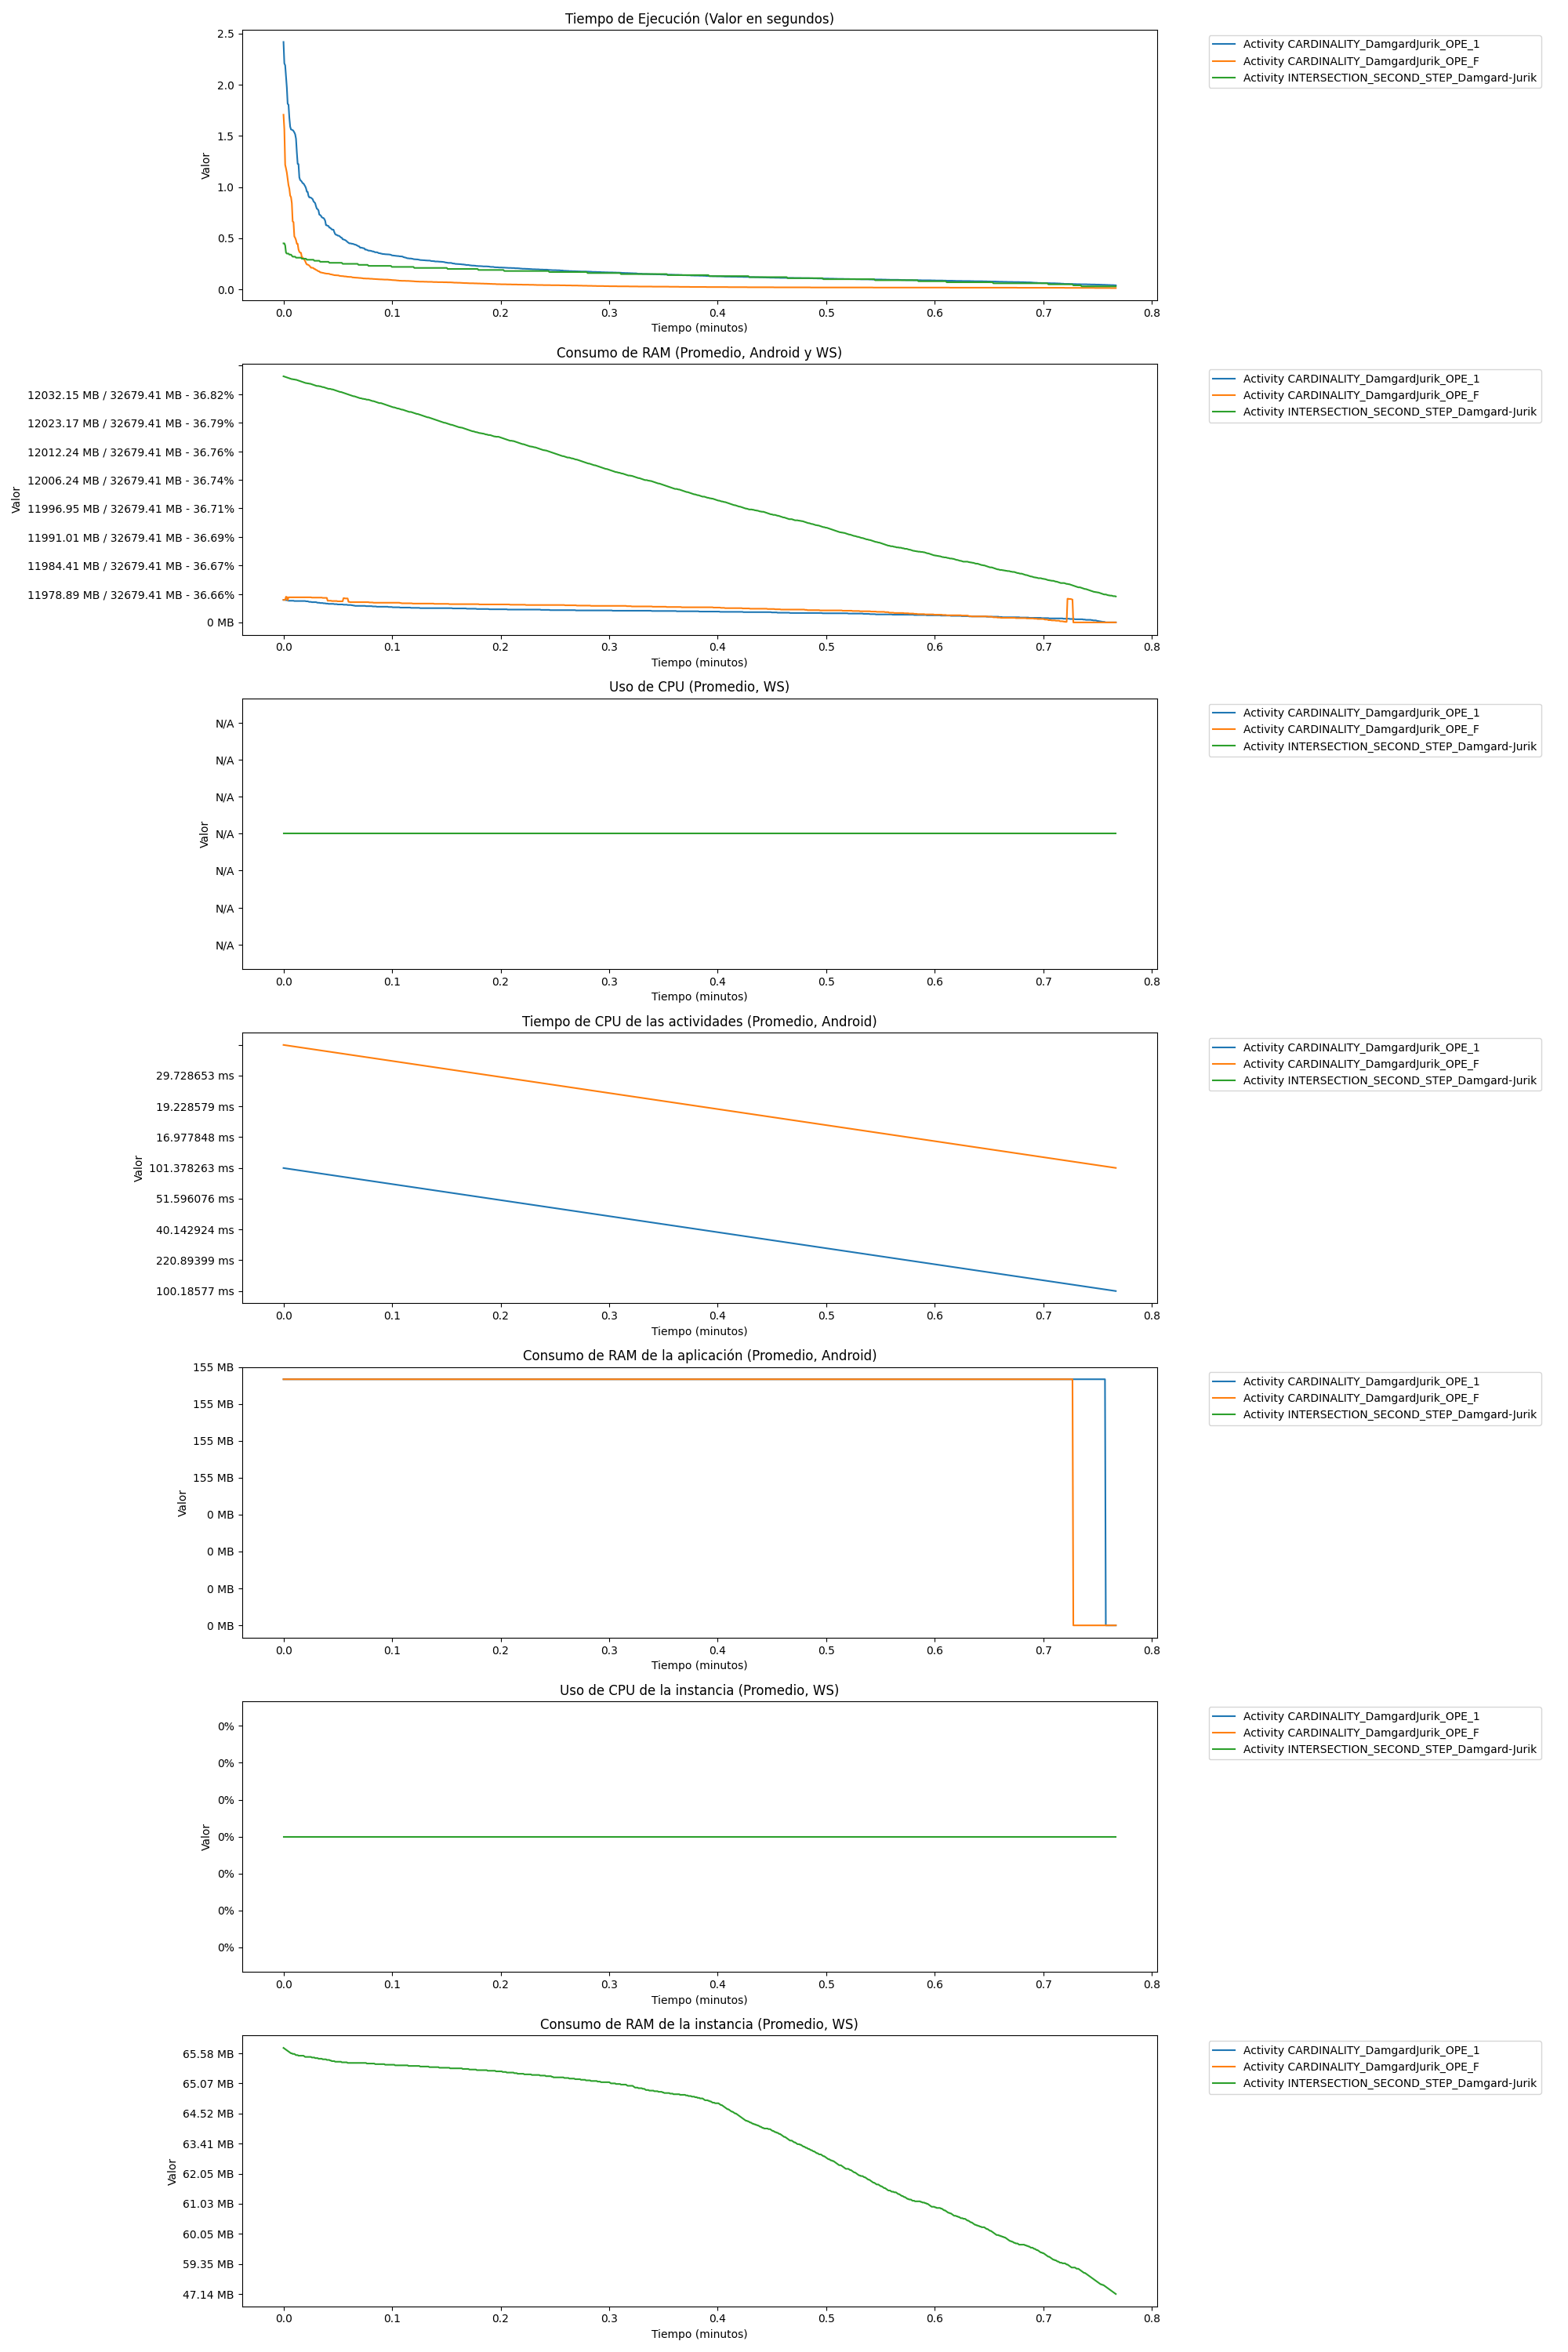 Tiempo de Ejecución (Valor en segundos)
2.5
2.0
1.5
1.0
0.5
0.0
Valor
0.0 0.1 0.2 0.3 0.4 0.5 0.6 0.7 0.8
Tiempo (minutos)
Activity CARDINALITY_DamgardJurik_OPE_1
Activity CARDINALITY_DamgardJurik_OPE_F
Activity INTERSECTION_SECOND_STEP_Damgard-Jurik
Consumo de RAM (Promedio, Android y WS)
12032.15 MB / 32679.41 MB - 36.82%
12023.17 MB / 32679.41 MB - 36.79%
12012.24 MB / 32679.41 MB - 36.76%
12006.24 MB / 32679.41 MB - 36.74%
11996.95 MB / 32679.41 MB - 36.71%
11991.01 MB / 32679.41 MB - 36.69%
11984.41 MB / 32679.41 MB - 36.67%
11978.89 MB / 32679.41 MB - 36.66%
0 MB
Valor
0.0 0.1 0.2 0.3 0.4 0.5 0.6 0.7 0.8
Tiempo (minutos)
Activity CARDINALITY_DamgardJurik_OPE_1
Activity CARDINALITY_DamgardJurik_OPE_F
Activity INTERSECTION_SECOND_STEP_Damgard-Jurik
Uso de CPU (Promedio, WS)
N/A
N/A
N/A
N/A
N/A
N/A
N/A
Valor
0.0 0.1 0.2 0.3 0.4 0.5 0.6 0.7 0.8
Tiempo (minutos)
Activity CARDINALITY_DamgardJurik_OPE_1
Activity CARDINALITY_DamgardJurik_OPE_F
Activity INTERSECTION_SECOND_STEP_Damgard-Jurik
Tiempo de CPU de las actividades (Promedio, Android)
29.728653 ms
19.228579 ms
16.977848 ms
101.378263 ms
51.596076 ms
40.142924 ms
220.89399 ms
100.18577 ms
Valor
0.0 0.1 0.2 0.3 0.4 0.5 0.6 0.7 0.8
Tiempo (minutos)
Activity CARDINALITY_DamgardJurik_OPE_1
Activity CARDINALITY_DamgardJurik_OPE_F
Activity INTERSECTION_SECOND_STEP_Damgard-Jurik
Consumo de RAM de la aplicación (Promedio, Android)
155 MB
155 MB
155 MB
155 MB
0 MB
0 MB
0 MB
0 MB
Valor
0.0 0.1 0.2 0.3 0.4 0.5 0.6 0.7 0.8
Tiempo (minutos)
Activity CARDINALITY_DamgardJurik_OPE_1
Activity CARDINALITY_DamgardJurik_OPE_F
Activity INTERSECTION_SECOND_STEP_Damgard-Jurik
Uso de CPU de la instancia (Promedio, WS)
0%
0%
0%
0%
0%
0%
0%
Valor
0.0 0.1 0.2 0.3 0.4 0.5 0.6 0.7 0.8
Tiempo (minutos)
Activity CARDINALITY_DamgardJurik_OPE_1
Activity CARDINALITY_DamgardJurik_OPE_F
Activity INTERSECTION_SECOND_STEP_Damgard-Jurik
Consumo de RAM de la instancia (Promedio, WS)
65.58 MB
65.07 MB
64.52 MB
63.41 MB
62.05 MB
61.03 MB
60.05 MB
59.35 MB
47.14 MB
Valor
0.0 0.1 0.2 0.3 0.4 0.5 0.6 0.7 0.8
Tiempo (minutos)
Activity CARDINALITY_DamgardJurik_OPE_1
Activity CARDINALITY_DamgardJurik_OPE_F
Activity INTERSECTION_SECOND_STEP_Damgard-Jurik